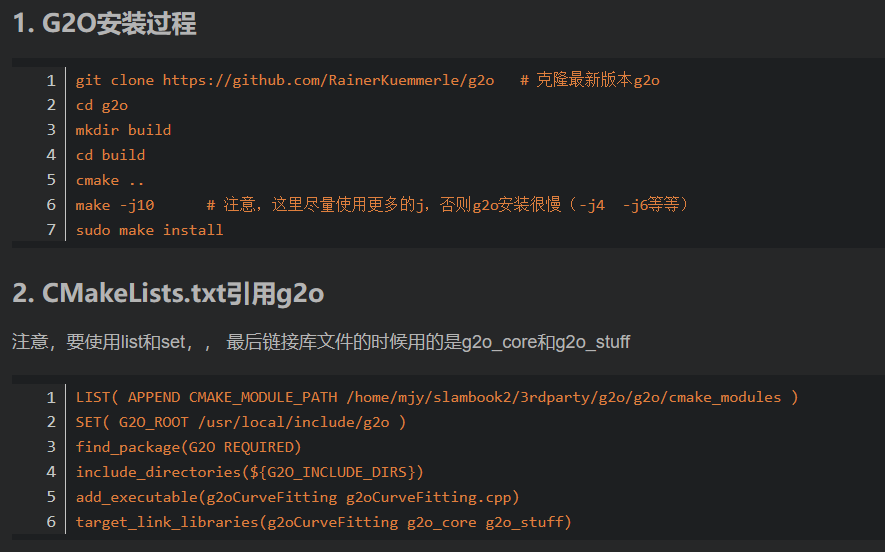 1. G2O安装过程
1 git clone https://github.com/RainerKuemmerle/g2o   # 克隆最新版本g2o
2 cd g2o
3 mkdir build
4 cd build
5 cmake ..
6 make -j10      # 注意，这里尽量使用更多的j，否则g2o安装很慢（-j4  -j6等等）
7 sudo make install
2. CMakeLists.txt引用g2o
注意，要使用list和set，， 最后链接库文件的时候用的是g2o_core和g2o_stuff
1 LIST( APPEND CMAKE_MODULE_PATH /home/mjy/slambook2/3rdparty/g2o/g2o/cmake_modules )
2 SET( G2O_ROOT /usr/local/include/g2o )
3 find_package(G2O REQUIRED)
4 include_directories(${G2O_INCLUDE_DIRS})
5 add_executable(g2oCurveFitting g2oCurveFitting.cpp)
6 target_link_libraries(g2oCurveFitting g2o_core g2o_stuff)